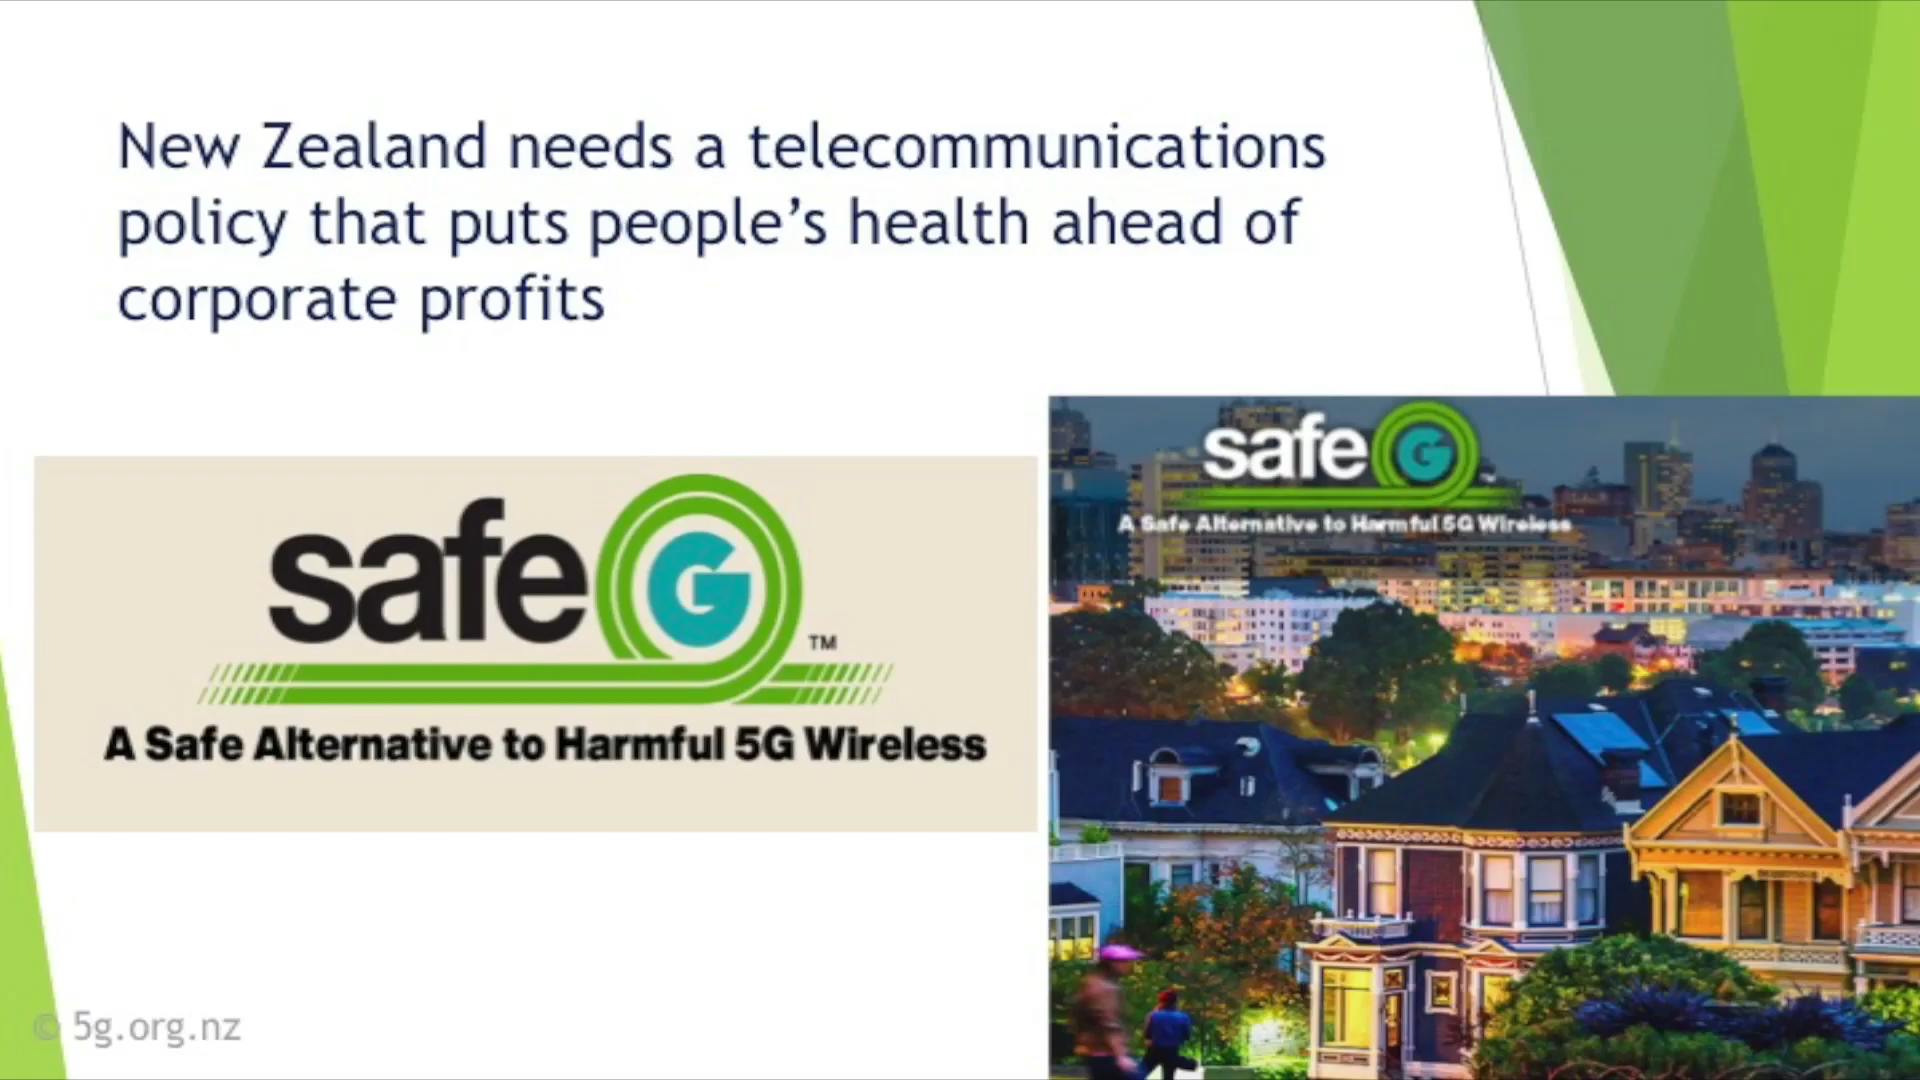 New Zealand needs a telecommunications
policy that puts people’s health ahead of
corporate profits
safe G ™
A Safe Alternative to Harmful 5G Wireless
safe G
A Safe Alternative to Harmful 5G Wireless
© 5g.org.nz